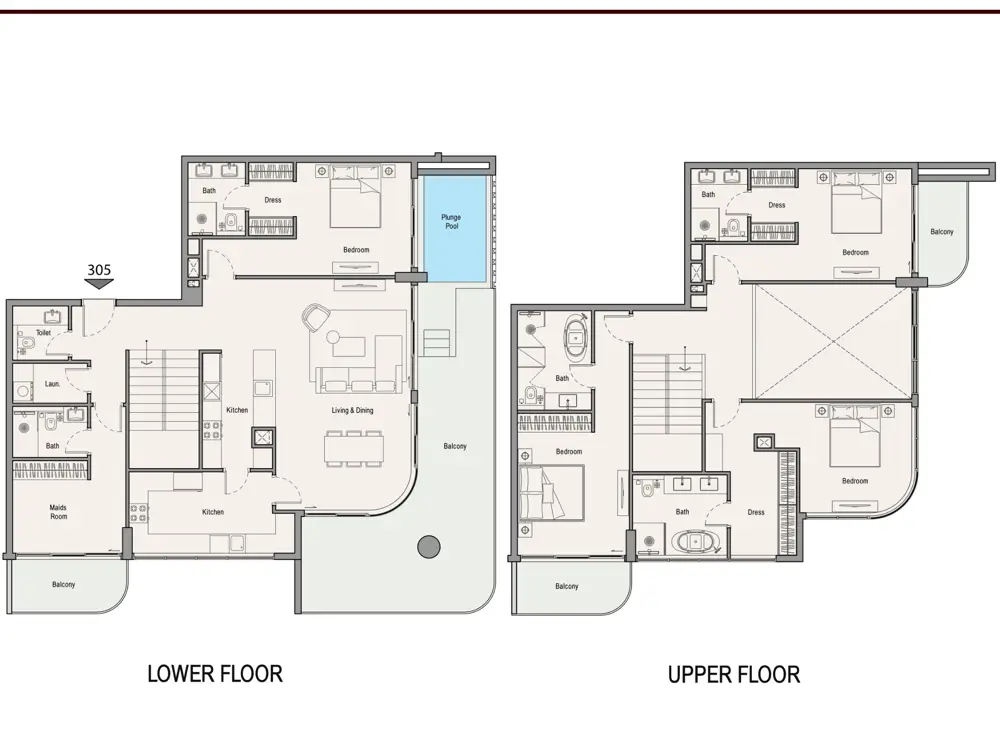 Bath
Dress
Bedroom
Plunge
Pool
305
Toilet
Laun.
Bath
Maids
Room
Kitchen
Living & Dining
Kitchen
Balcony
Balcony
LOWER FLOOR
Bath
Dress
Bedroom
Balcony
Bath
Bedroom
Bedroom
Bath
Dress
Balcony
UPPER FLOOR